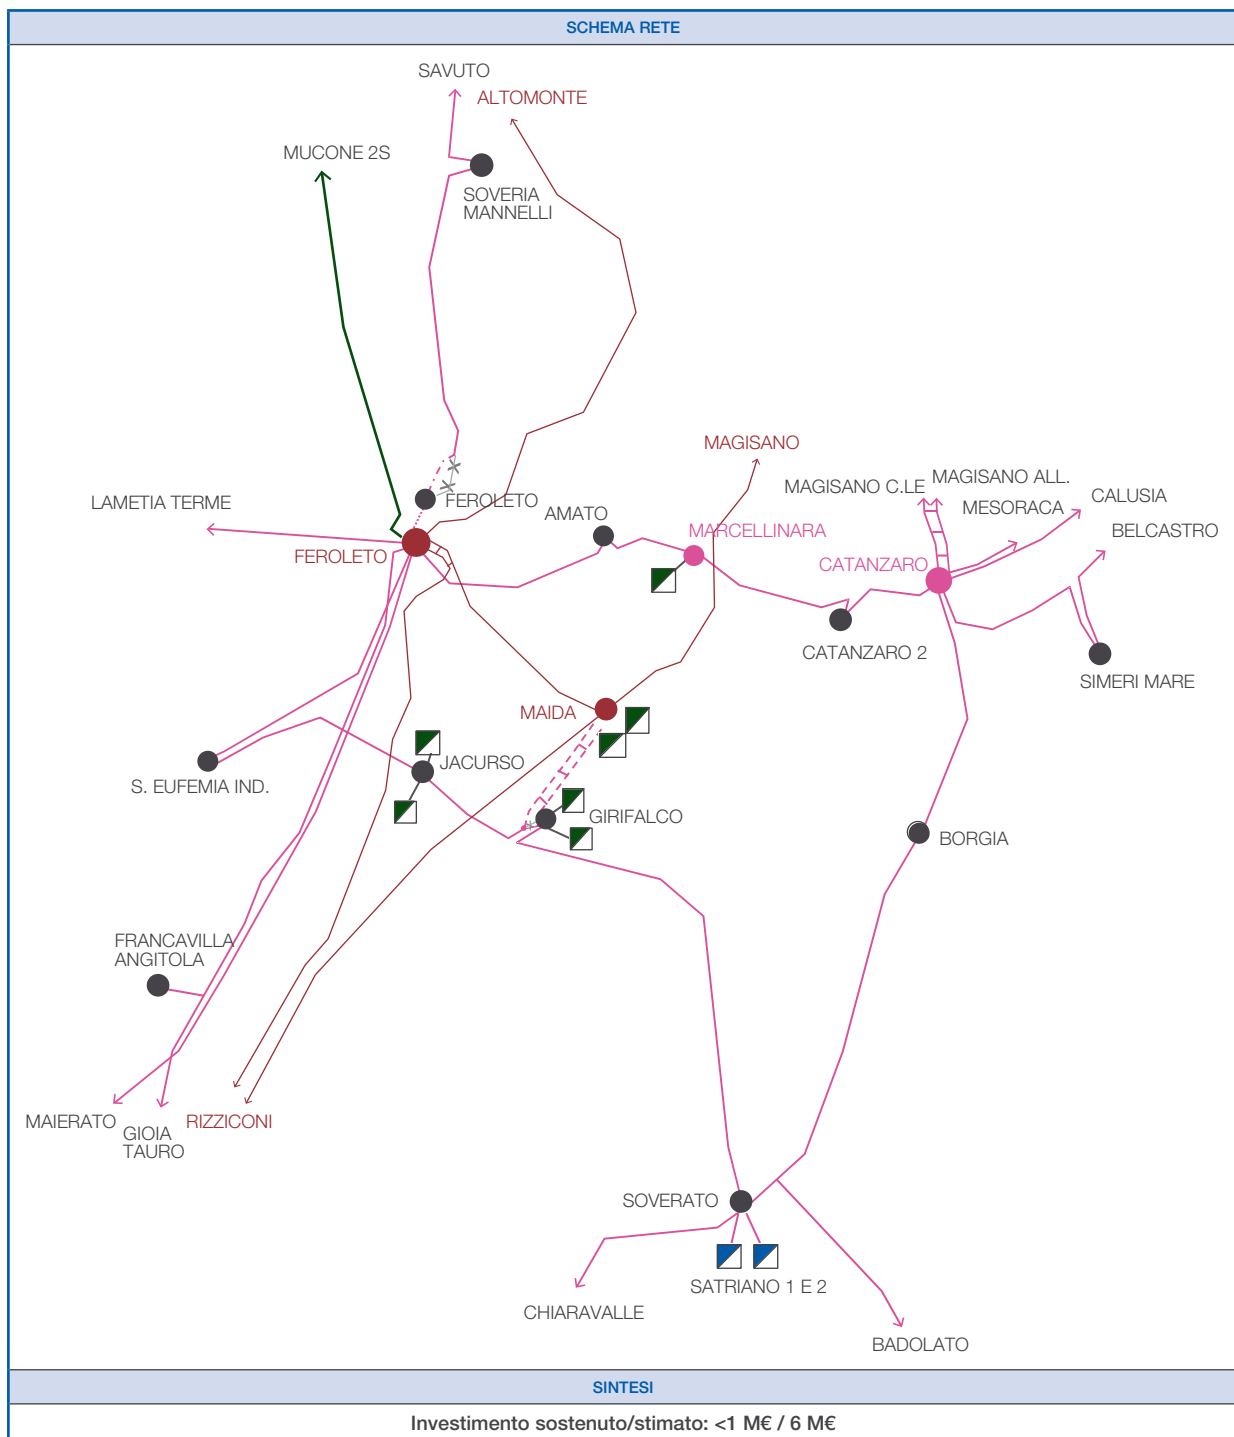 SCHEMA RETE
SAVUTO
ALTOMONTE
MUCONE 2S
SOVERIA
MANNELLI
MAGISANO
MAGISANO C.LE
MAGISANO ALL.
MESORACA
CALUSIA
BELCASTRO
LAMETIA TERME
FEROLETO
AMATO
MARCELLINARA
FEROLETO
CATANZARO
CATANZARO 2
SIMERI MARE
MAIDA
JACURSO
S. EUFEMIA IND.
GIRIFALCO
BORGIA
FRANCAVILLA
ANGITOLA
MAIERATO
GIOIA
TAURO
RIZZICONI
SOVERATO
SATRIANO 1 E 2
CHIARAVALLE
BADOLATO
SINTESI
Investimento sostenuto/stimato: <1 M€ / 6 M€